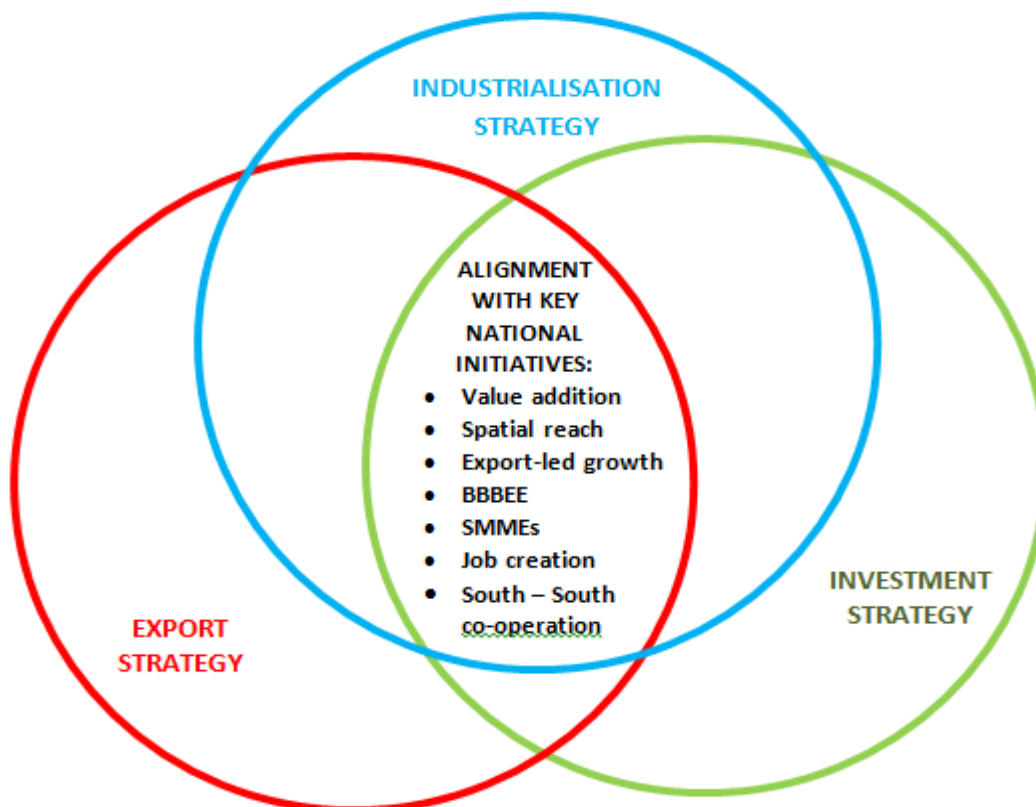 INDUSTRIALISATION
STRATEGY
ALIGNMENT
WITH KEY
NATIONAL
INITIATIVES:
• Value addition
• Spatial reach
• Export-led growth
• BBBEE
• SMMEs
• Job creation
• South – South
co-operation
INVESTMENT
STRATEGY
EXPORT
STRATEGY